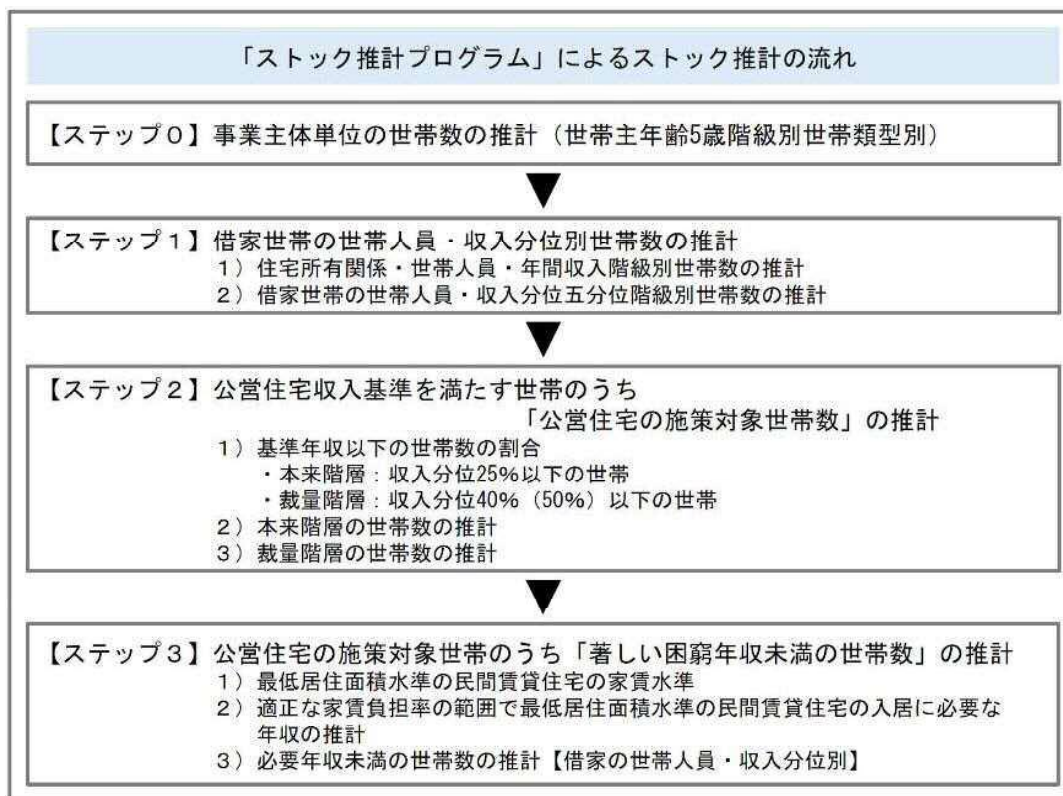 「ストック推計プログラム」によるストック推計の流れ
【ステップ０】事業主体単位の世帯数の推計（世帯主年齢5歳階級別世帯類型別）
【ステップ１】借家世帯の世帯人員・収入分位別世帯数の推計
１）住宅所有関係・世帯人員・年間収入階級別世帯数の推計
２）借家世帯の世帯人員・収入分位五分位階級別世帯数の推計
【ステップ２】公営住宅収入基準を満たす世帯のうち
「公営住宅の施策対象世帯数」の推計
１）基準年収以下の世帯数の割合
・本来階層：収入分位25%以下の世帯
・裁量階層：収入分位40%（50%）以下の世帯
２）本来階層の世帯数の推計
３）裁量階層の世帯数の推計
【ステップ３】公営住宅の施策対象世帯のうち「著しい困窮年収未満の世帯数」の推計
１）最低居住面積水準の民間賃貸住宅の家賃水準
２）適正な家賃負担率の範囲で最低居住面積水準の民間賃貸住宅の入居に必要な
年収の推計
３）必要年収未満の世帯数の推計【借家の世帯人員・収入分位別】